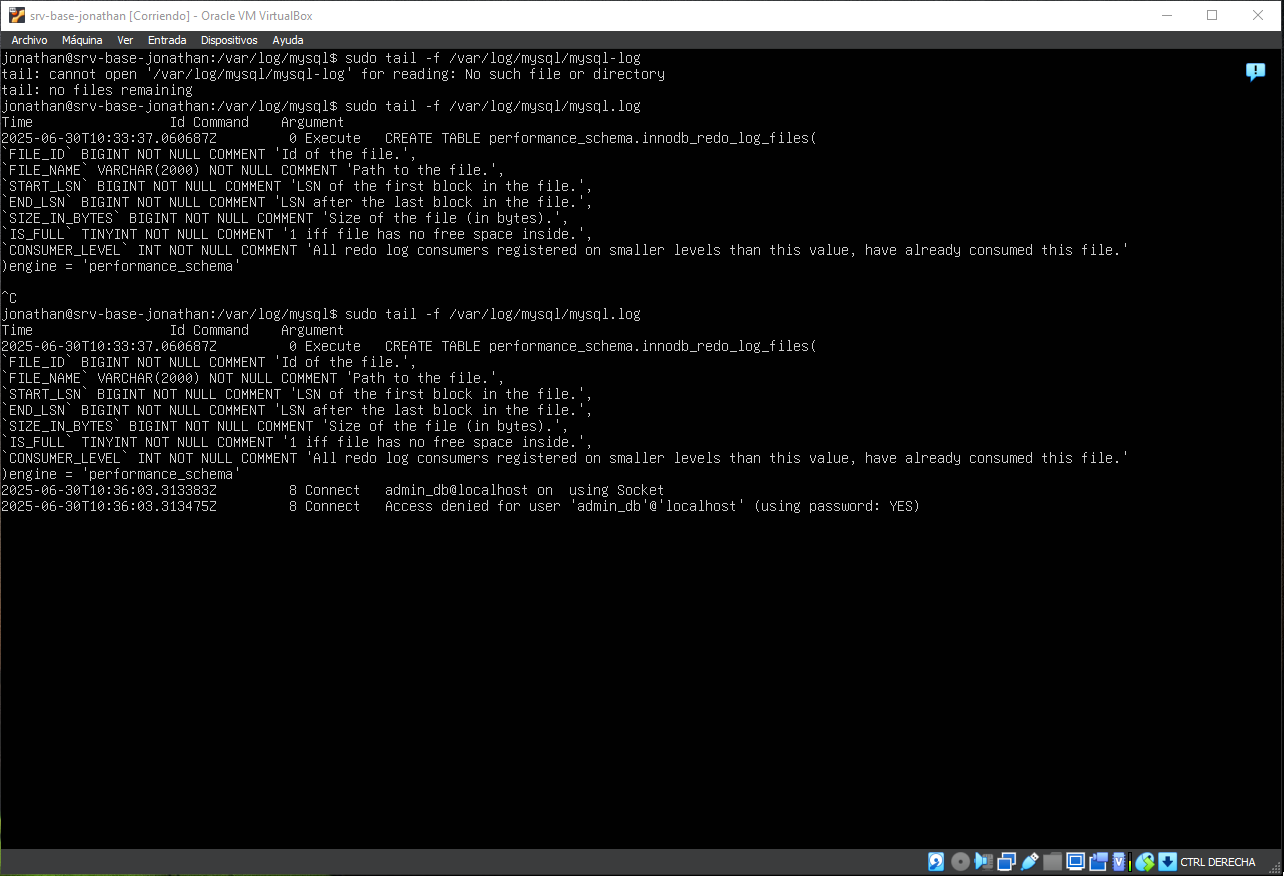 srv-base-jonathan [Corriendo] - Oracle VM VirtualBox
Archivo Máquina Ver Entrada Dispositivos Ayuda
jonathan@srv-base-jonathan:/var/log/mysql$ sudo tail -f /var/log/mysql/mysql-log
tail: cannot open '/var/log/mysql/mysql-log' for reading: No such file or directory
tail: no files remaining
jonathan@srv-base-jonathan:/var/log/mysql$ sudo tail -f /var/log/mysql/mysql.log
Time                 Id Command    Argument
2025-06-30T10:33:37.060687Z         0 Execute   CREATE TABLE performance_schema.innodb_redo_log_files(
`FILE_ID` BIGINT NOT NULL COMMENT 'Id of the file.',
`FILE_NAME` VARCHAR(2000) NOT NULL COMMENT 'Path to the file.',
`START_LSN` BIGINT NOT NULL COMMENT 'LSN of the first block in the file.',
`END_LSN` BIGINT NOT NULL COMMENT 'LSN after the last block in the file.',
`SIZE_IN_BYTES` BIGINT NOT NULL COMMENT 'Size of the file (in bytes).',
`IS_FULL` TINYINT NOT NULL COMMENT '1 iff file has no free space inside.',
`CONSUMER_LEVEL` INT NOT NULL COMMENT 'All redo log consumers registered on smaller levels than this value, have already consumed this file.'
)engine = 'performance_schema'
^C
jonathan@srv-base-jonathan:/var/log/mysql$ sudo tail -f /var/log/mysql/mysql.log
Time                 Id Command    Argument
2025-06-30T10:33:37.060687Z         0 Execute   CREATE TABLE performance_schema.innodb_redo_log_files(
`FILE_ID` BIGINT NOT NULL COMMENT 'Id of the file.',
`FILE_NAME` VARCHAR(2000) NOT NULL COMMENT 'Path to the file.',
`START_LSN` BIGINT NOT NULL COMMENT 'LSN of the first block in the file.',
`END_LSN` BIGINT NOT NULL COMMENT 'LSN after the last block in the file.',
`SIZE_IN_BYTES` BIGINT NOT NULL COMMENT 'Size of the file (in bytes).',
`IS_FULL` TINYINT NOT NULL COMMENT '1 iff file has no free space inside.',
`CONSUMER_LEVEL` INT NOT NULL COMMENT 'All redo log consumers registered on smaller levels than this value, have already consumed this file.'
)engine = 'performance_schema'
2025-06-30T10:36:03.313383Z         8 Connect   admin_db@localhost on  using Socket
2025-06-30T10:36:03.313475Z         8 Connect   Access denied for user 'admin_db'@'localhost' (using password: YES)
CTRL DERECHA